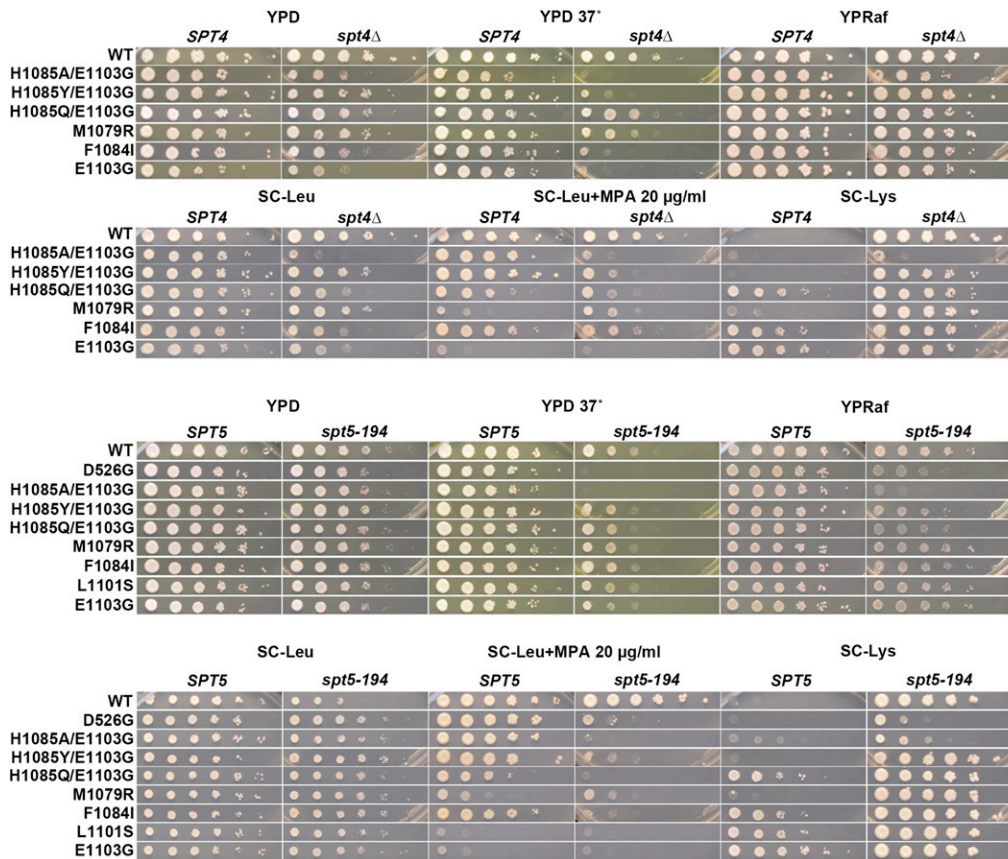 YPD YPD 37° YPRaf
SPT4 spt4Δ SPT4 spt4Δ SPT4 spt4Δ
WT
H1085A/E1103G
H1085Y/E1103G
H1085Q/E1103G
M1079R
F1084I
E1103G
SC-Leu SC-Leu+MPA 20 µg/ml SC-Lys
SPT4 spt4Δ SPT4 spt4Δ SPT4 spt4Δ
WT
H1085A/E1103G
H1085Y/E1103G
H1085Q/E1103G
M1079R
F1084I
E1103G
YPD YPD 37° YPRaf
SPT5 spt5-194 SPT5 spt5-194 SPT5 spt5-194
WT
D526G
H1085A/E1103G
H1085Y/E1103G
H1085Q/E1103G
M1079R
F1084I
L1101S
E1103G
SC-Leu SC-Leu+MPA 20 µg/ml SC-Lys
SPT5 spt5-194 SPT5 spt5-194 SPT5 spt5-194
WT
D526G
H1085A/E1103G
H1085Y/E1103G
H1085Q/E1103G
M1079R
F1084I
L1101S
E1103G